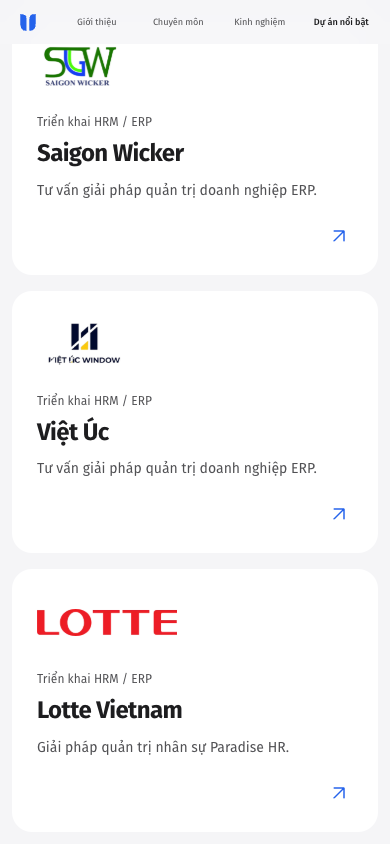 Giới thiệu
Chuyên môn
Kinh nghiệm
Dự án nổi bật
SGW
SAIGON WICKER
Triển khai HRM / ERP
Saigon Wicker
Tư vấn giải pháp quản trị doanh nghiệp ERP.
VIỆT ÚC WINDOW
Triển khai HRM / ERP
Việt Úc
Tư vấn giải pháp quản trị doanh nghiệp ERP.
LOTTE
Triển khai HRM / ERP
Lotte Vietnam
Giải pháp quản trị nhân sự Paradise HR.